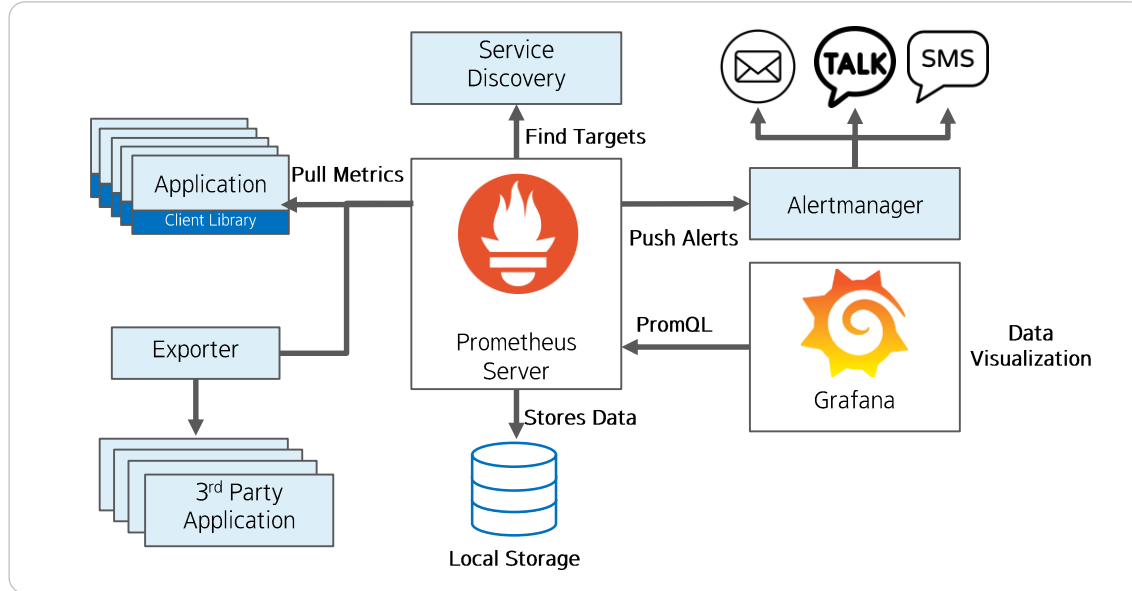 Service
Discovery
TALK
SMS
Find Targets
Pull Metrics
Application
Client Library
Alertmanager
Push Alerts
PromQL
Exporter
Prometheus
Server
Data
Visualization
Grafana
Stores Data
3rd Party
Application
Local Storage